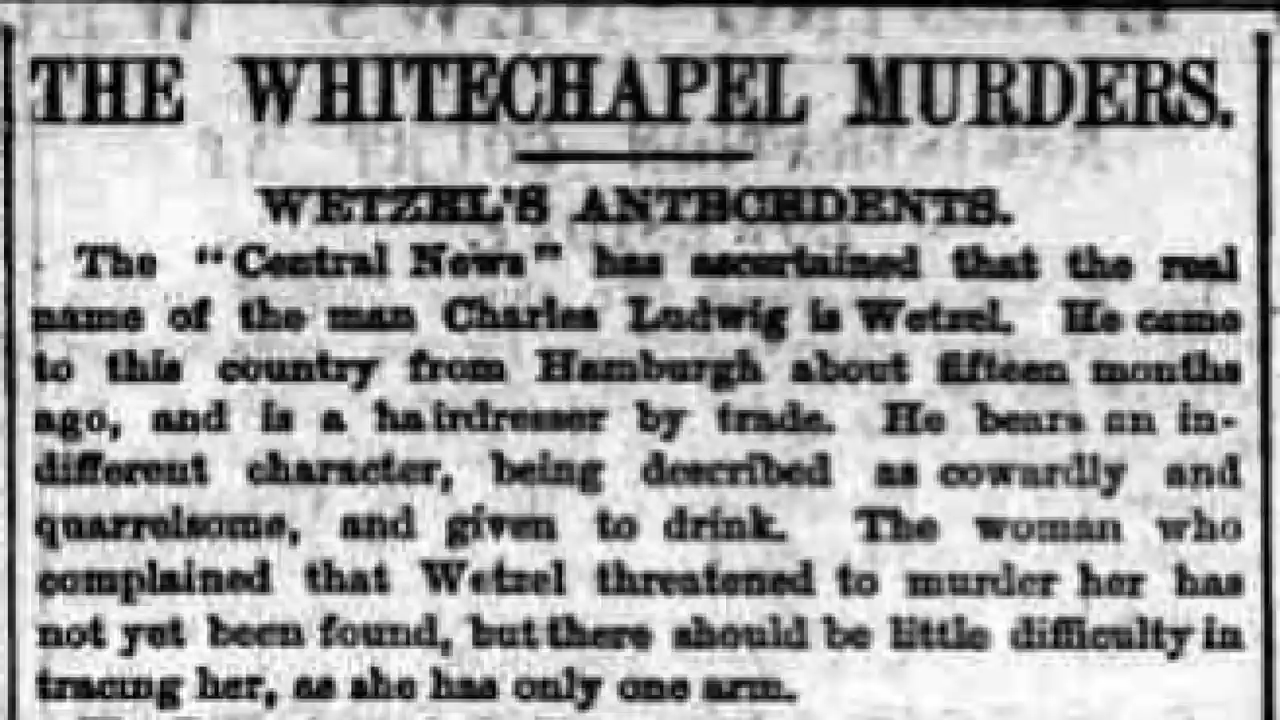 THE WHITECHAPEL MURDERS.
WETZEL'S ANTECEDENTS.
The "Central News" has ascertained that the real
name of the man Charles Ludwig is Wetzel. He came
to this country from Hamburgh about fifteen months
ago, and is a hairdresser by trade. He bears an in-
different character, being described as cowardly and
quarrelsome, and given to drink. The woman who
complained that Wetzel threatened to murder her has
not yet been found, but there should be little difficulty in
tracing her, as she has only one arm.